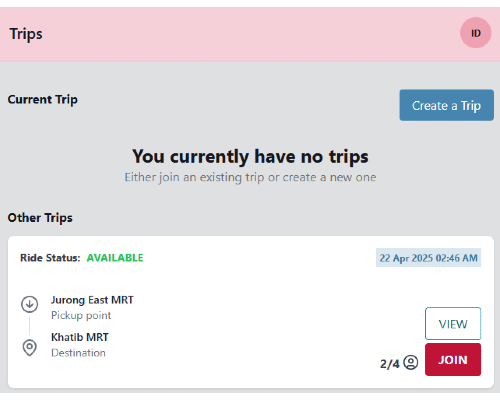 Trips
ID
Current Trip
Create a Trip
You currently have no trips
Either join an existing trip or create a new one
Other Trips
Ride Status: AVAILABLE
22 Apr 2025 02:46 AM
Jurong East MRT
Pickup point
Khatib MRT
Destination
VIEW
2/4
JOIN